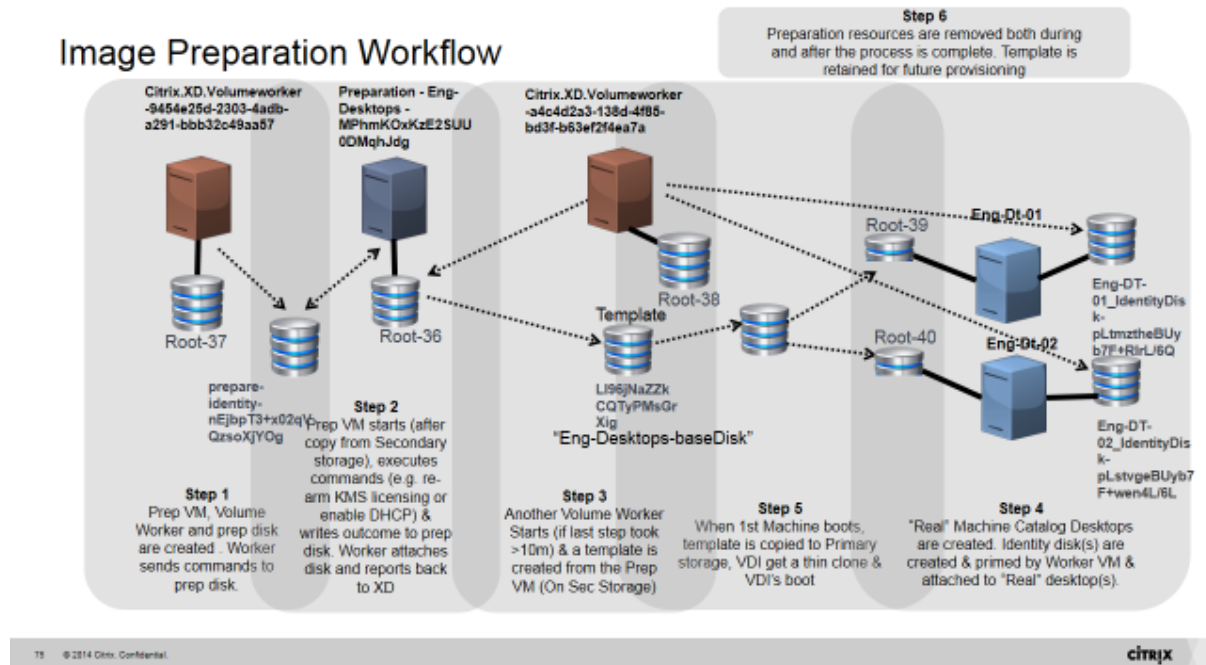 Image Preparation Workflow
Step 6
Preparation resources are removed both during
and after the process is complete. Template is
retained for future provisioning
Citrix.XD.Volumeworker
-9454e25d-2303-4adb-
a291-bbb32c49aa57
Preparation - Eng-
Desktops -
MPhmKOxKzE2SUU
0DMqhJdg
Citrix.XD.Volumeworker
-a4c4d2a3-138d-4f85-
bd3f-b63ef2f4ea7a
Root-37
prepare-
identity-
nEjbpT3+x02qV
QzsoXjYOg
Root-36
Root-38
Template
LI96jNaZZk
CQTyPMsGr
Xig
"Eng-Desktops-baseDisk"
Root-39
Eng-Dt-01
Eng-DT-
01_IdentityDis
k-
pLtmztheBUy
b7F+RIrL/6Q
Root-40
Eng-Dt-02
Eng-DT-
02_IdentityDis
k-
pLstvgeBUyb7
F+wen4L/6L
Step 1
Prep VM, Volume
Worker and prep disk
are created . Worker
sends commands to
prep disk.
Step 2
Prep VM starts (after
copy from Secondary
storage), executes
commands (e.g. re-
arm KMS licensing or
enable DHCP) &
writes outcome to prep
disk. Worker attaches
disk and reports back
to XD
Step 3
Another Volume Worker
Starts (if last step took
>10m) & a template is
created from the Prep
VM (On Sec Storage)
Step 5
When 1st Machine boots,
template is copied to Primary
storage, VDI get a thin clone &
VDI's boot
Step 4
"Real" Machine Catalog Desktops
are created. Identity disk(s) are
created & primed by Worker VM &
attached to "Real" desktop(s).
75 © 2014 Citrix. Confidential.
CITRIX